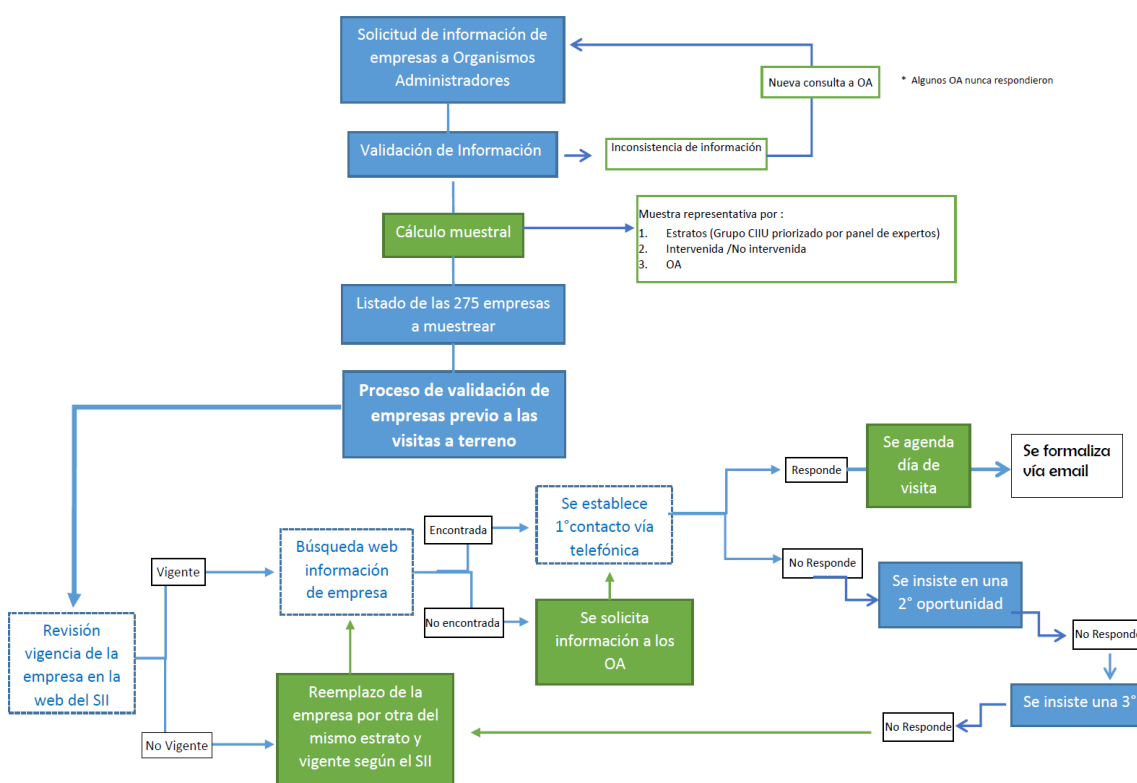 Solicitud de información de
empresas a Organismos
Administradores
Nueva consulta a OA
* Algunos OA nunca respondieron
Validación de Información
Inconsistencia de información
Cálculo muestral
Muestra representativa por :
1. Estratos (Grupo CIIU priorizado por panel de expertos)
2. Intervenida /No intervenida
3. OA
Listado de las 275 empresas
a muestrear
Proceso de validación de
empresas previo a las
visitas a terreno
Revisión
vigencia de la
empresa en la
web del SII
Vigente
No Vigente
Búsqueda web
información
de empresa
Reemplazo de la
empresa por otra del
mismo estrato y
vigente según el SII
Encontrada
No encontrada
Se establece
1°contacto vía
telefónica
Se solicita
información a los
OA
Responde
Se agenda
día de
visita
Se formaliza
vía email
No Responde
Se insiste en una
2° oportunidad
No Responde
Se insiste una 3°
No Responde